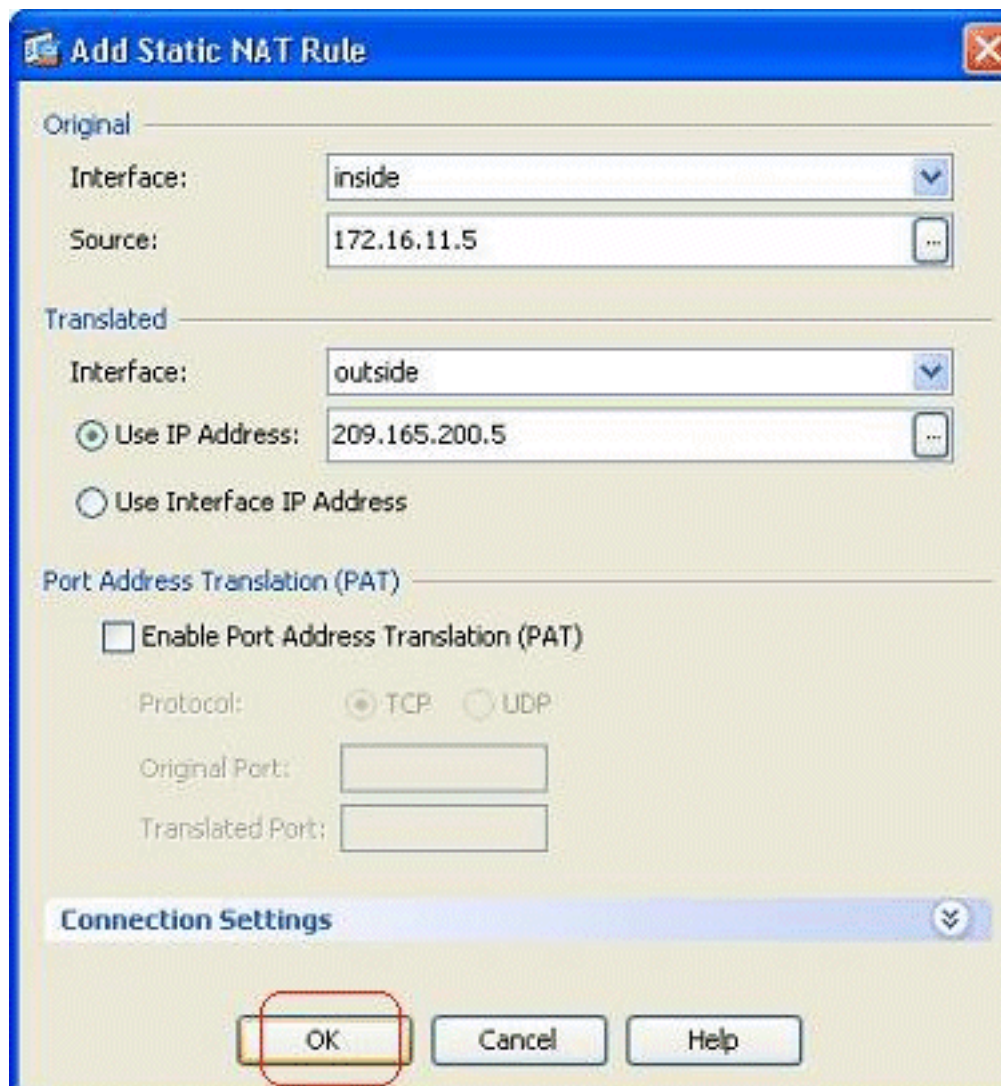 Add Static NAT Rule
Original
Interface: inside
Source: 172.16.11.5 ...
Translated
Interface: outside
Use IP Address: 209.165.200.5 ...
Use Interface IP Address
Port Address Translation (PAT)
Enable Port Address Translation (PAT)
Protocol: TCP UDP
Original Port:
Translated Port:
Connection Settings
OK Cancel Help